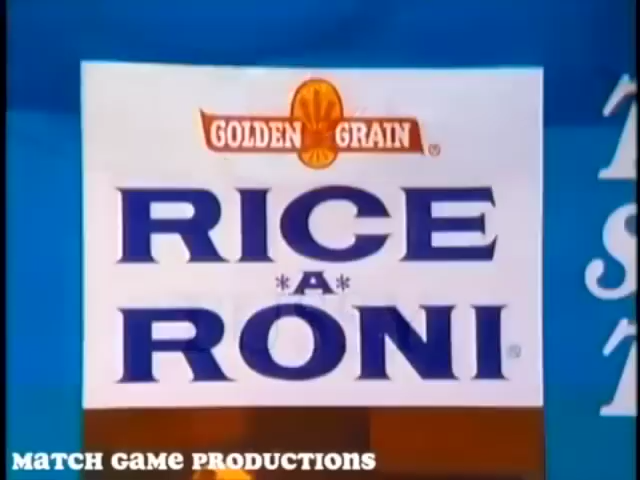 GOLDEN GRAIN ®
RICE
*A*
RONI ®
MATCH GAME PRODUCTIONS